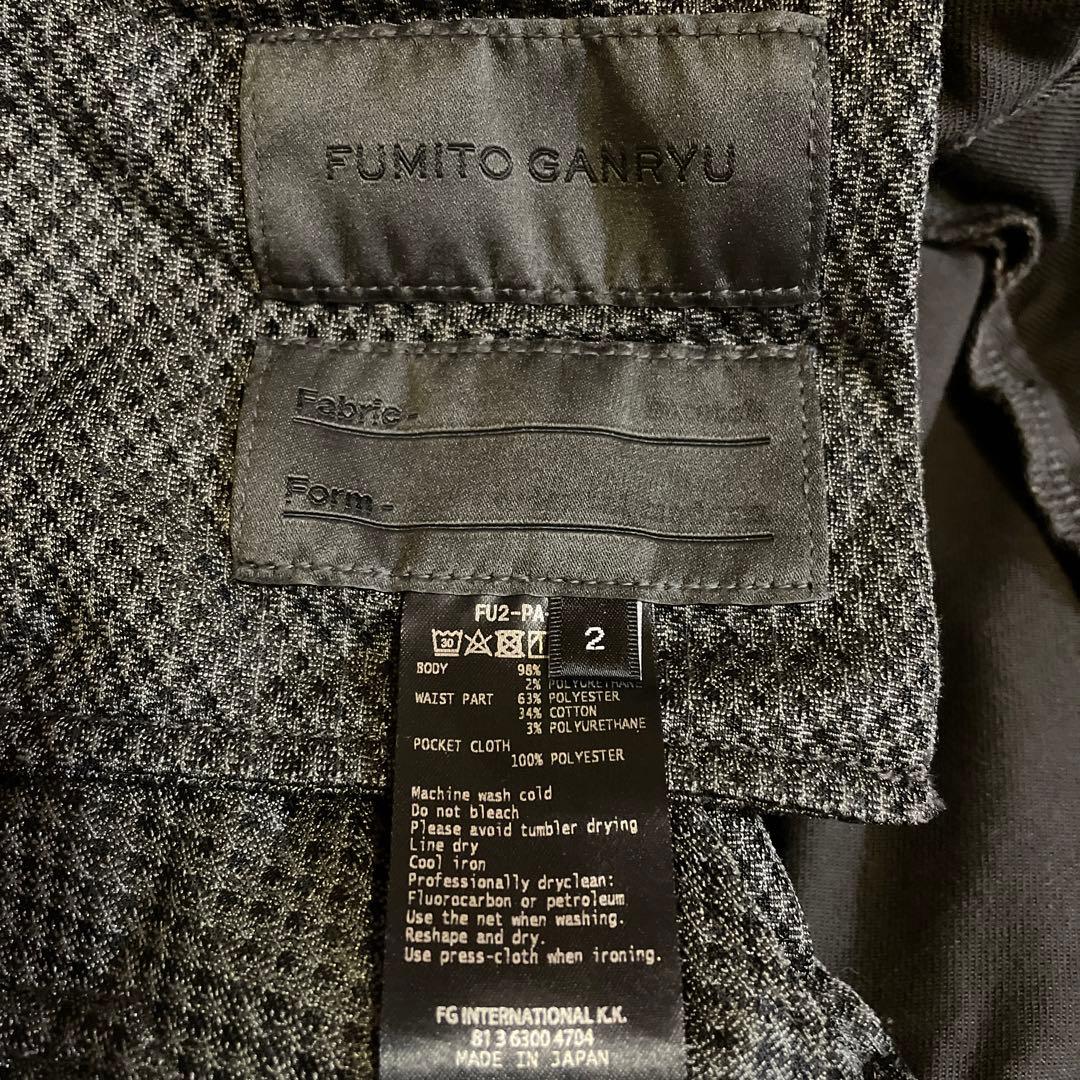 FUMITO GANRYU
Fabric -
Form -
FU2-PA
2
30
BODY 98%
2% POLYURETHANE
WAIST PART 63% POLYESTER
34% COTTON
3% POLYURETHANE
POCKET CLOTH
100% POLYESTER
Machine wash cold
Do not bleach
Please avoid tumbler drying
Line dry
Cool iron
Professionally dryclean:
Fluorocarbon or petroleum
Use the net when washing.
Reshape and dry.
Use press-cloth when ironing.
FG INTERNATIONAL K.K.
81 3 6300 4704
MADE IN JAPAN